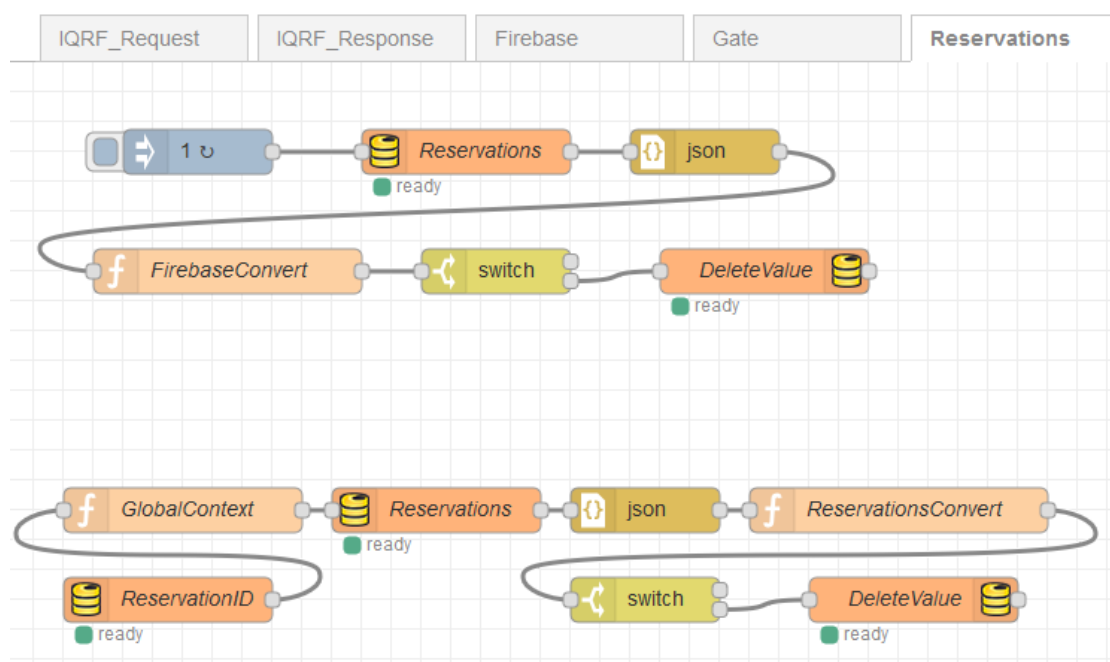 IQRF_Request IQRF_Response Firebase Gate Reservations
1 ↻ Reservations {} json
ready
FirebaseConvert switch DeleteValue
ready
GlobalContext Reservations {} json ReservationsConvert
ready
ReservationID switch DeleteValue
ready ready